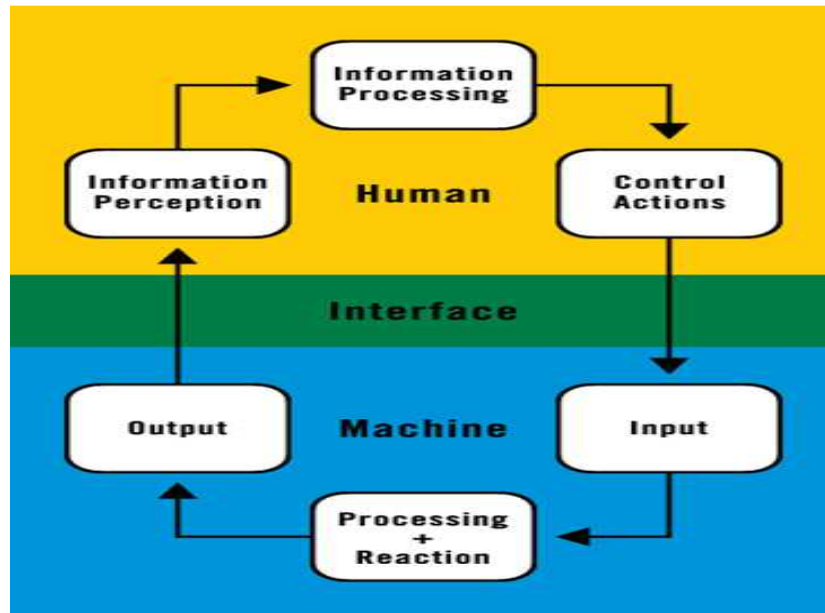 Information
Processing
Information
Perception
Human
Control
Actions
Interface
Output
Machine
Input
Processing
+
Reaction